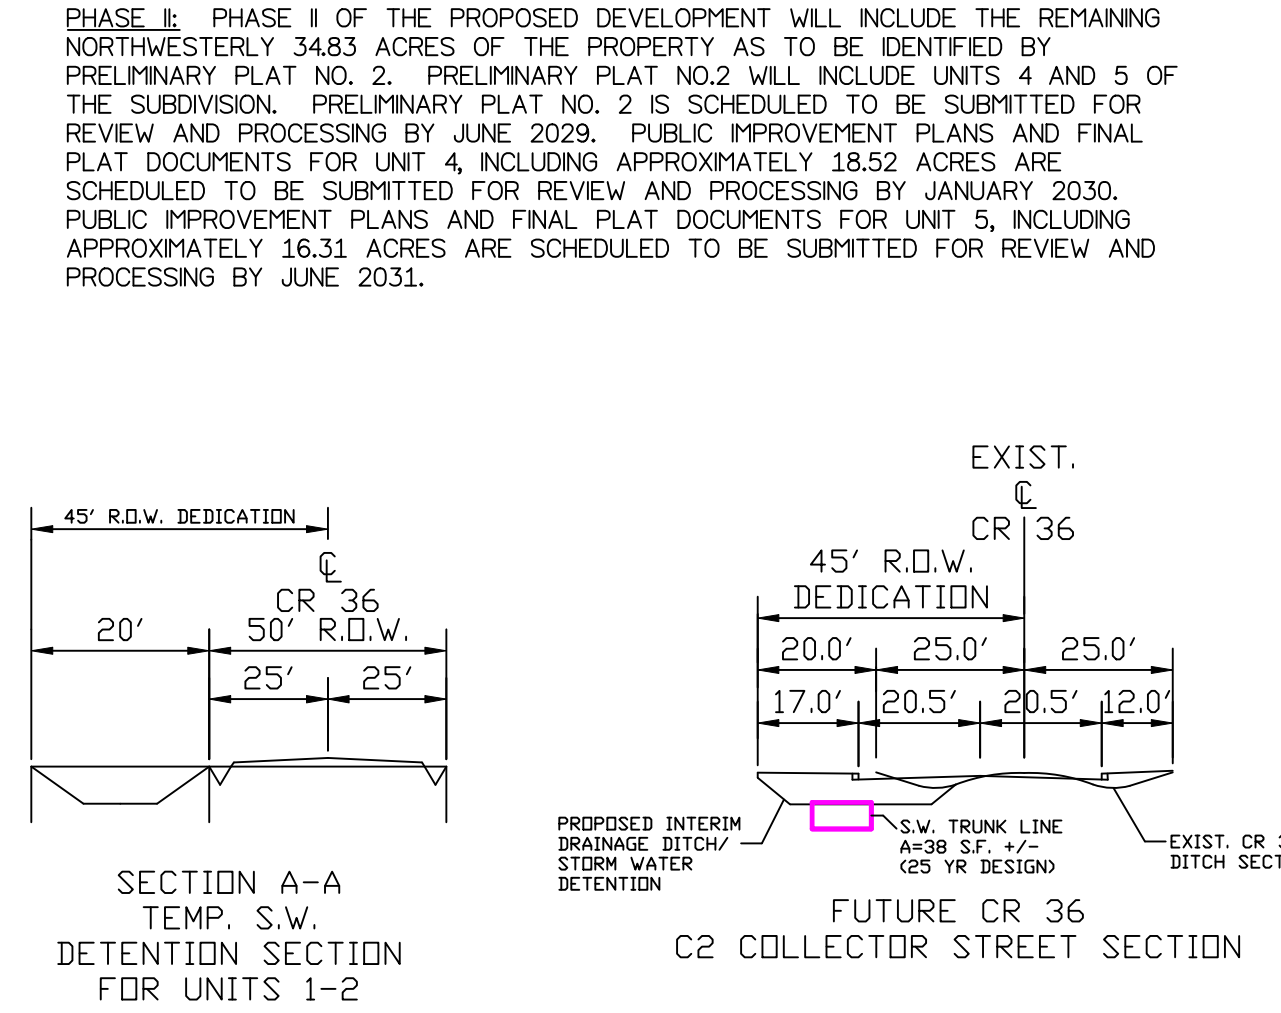 PHASE II: PHASE II OF THE PROPOSED DEVELOPMENT WILL INCLUDE THE REMAINING
NORTHWESTERLY 34.83 ACRES OF THE PROPERTY AS TO BE IDENTIFIED BY
PRELIMINARY PLAT NO. 2. PRELIMINARY PLAT NO.2 WILL INCLUDE UNITS 4 AND 5 OF
THE SUBDIVISION. PRELIMINARY PLAT NO. 2 IS SCHEDULED TO BE SUBMITTED FOR
REVIEW AND PROCESSING BY JUNE 2029. PUBLIC IMPROVEMENT PLANS AND FINAL
PLAT DOCUMENTS FOR UNIT 4, INCLUDING APPROXIMATELY 18.52 ACRES ARE
SCHEDULED TO BE SUBMITTED FOR REVIEW AND PROCESSING BY JANUARY 2030.
PUBLIC IMPROVEMENT PLANS AND FINAL PLAT DOCUMENTS FOR UNIT 5, INCLUDING
APPROXIMATELY 16.31 ACRES ARE SCHEDULED TO BE SUBMITTED FOR REVIEW AND
PROCESSING BY JUNE 2031.
45' R.O.W. DEDICATION
℄
CR 36
20'
50' R.O.W.
25'
25'
SECTION A-A
TEMP. S.W.
DETENTION SECTION
FOR UNITS 1-2
EXIST.
℄
CR 36
45' R.O.W.
DEDICATION
20.0'
25.0'
25.0'
17.0'
20.5'
20.5'
12.0'
PROPOSED INTERIM
DRAINAGE DITCH/
STORM WATER
DETENTION
S.W. TRUNK LINE
A=38 S.F. +/-
(25 YR DESIGN)
EXIST. CR
DITCH
FUTURE CR 36
C2 COLLECTOR STREET SECTION